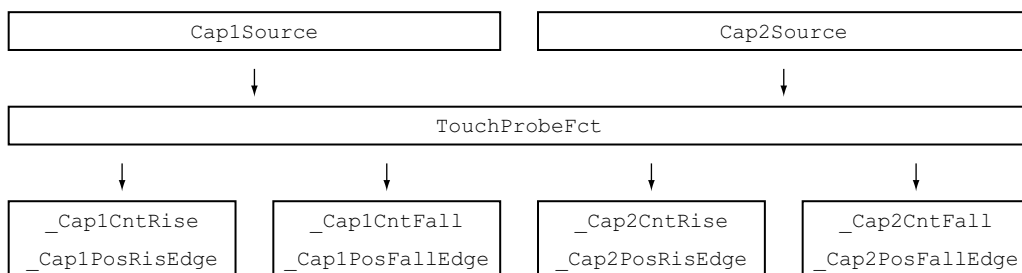 Cap1Source
Cap2Source
TouchProbeFct
_Cap1CntRise
_Cap1PosRisEdge
_Cap1CntFall
_Cap1PosFallEdge
_Cap2CntRise
_Cap2PosRisEdge
_Cap2CntFall
_Cap2PosFallEdge